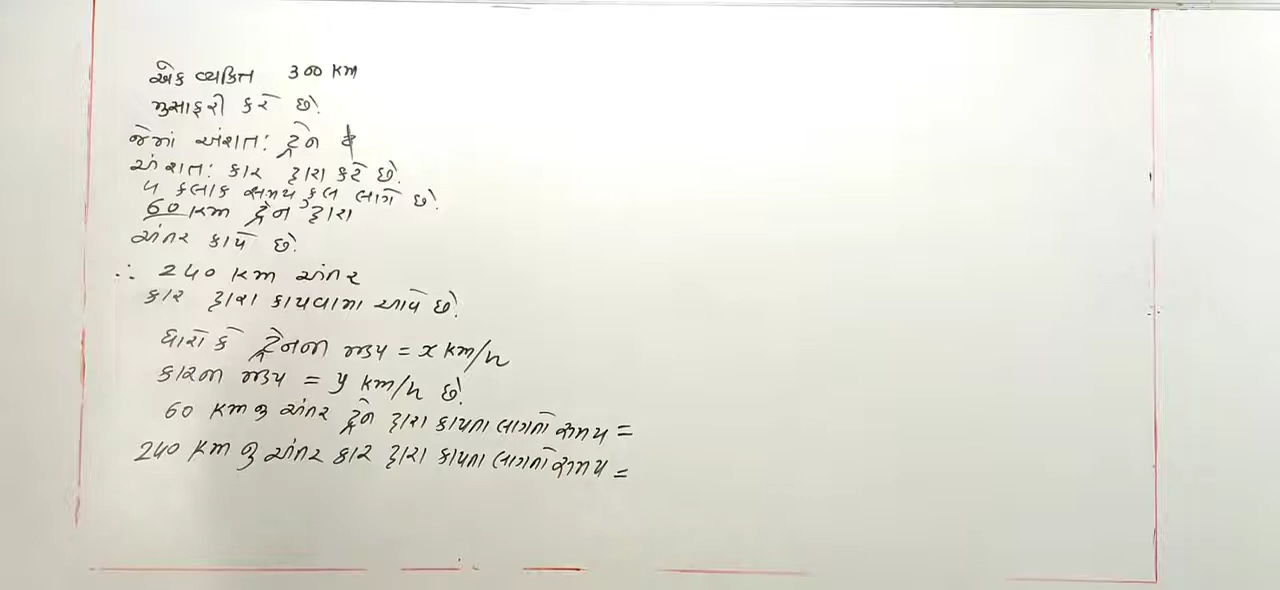 એક વ્યક્તિ 300 km
મુસાફરી કરે છે.
જેમાં અંશત: ટ્રેન
અંશત: કાર દ્વારા કરે છે.
4 કલાક સમય કુલ લાગે છે.
60 km ટ્રેન દ્વારા
અંતર કાપે છે.
∴ 240 km અંતર
કાર દ્વારા કાપવામા આવે છે.
ધારો કે ટ્રેનની ઝડપ = x km/h
કારની ઝડપ = y km/h છે.
60 km નુ અંતર ટ્રેન દ્વારા કાપતા લાગતો સમય =
240 km નુ અંતર કાર દ્વારા કાપતા લાગતો સમય =